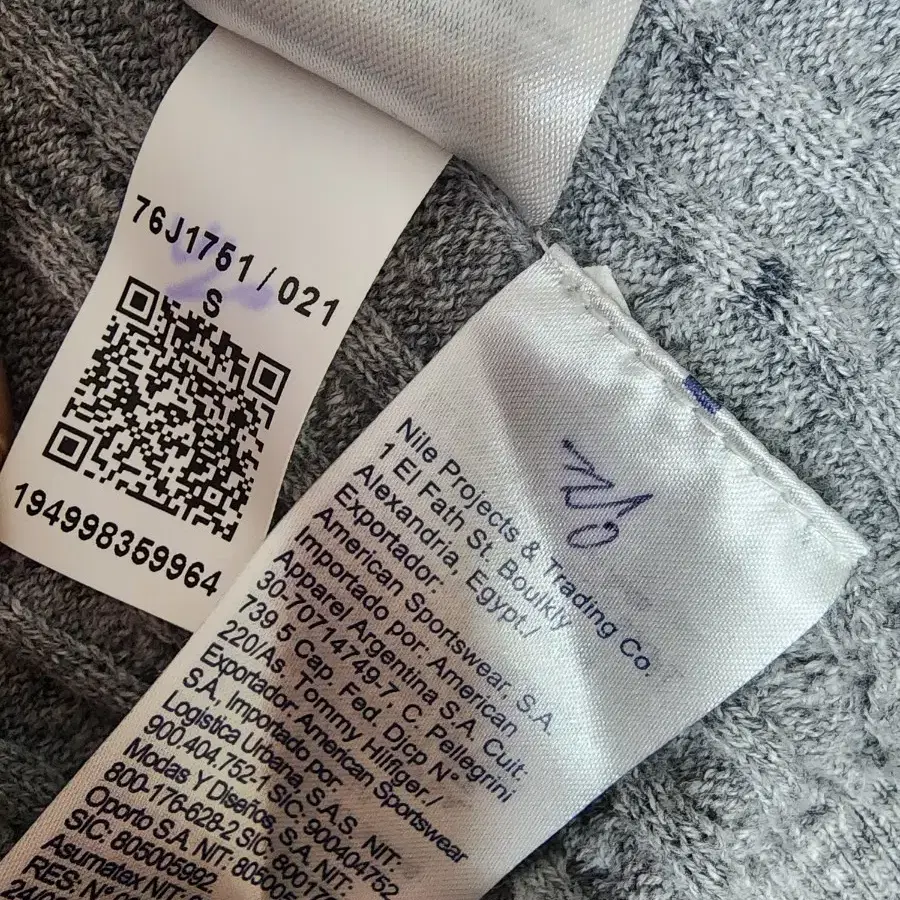 76J1751 / 021
S
194998359964
Nile Projects & Trading Co.
1 El Fath St. Boulkly
Alexandria, Egypt./
Exportador:
American Sportswear, S.A.
Importado por: American
Apparel Argentina S.A. Cuit:
30-70714749-7, C. Pellegrini
739 5 Cap. Fed. Djcp N°
220/As. Tommy Hilfiger./
Exportador: American Sportswear
S.A., Importado por:
Logistica Urbana, S.A.S. NIT:
900.404.752-1 SIC: 900404752
Modas Y Diseños, S.A. NIT:
800-176-628-2 SIC:
Oporto S.A. NIT:
SIC: 805005992
Asumatex NIT:
RES: N°